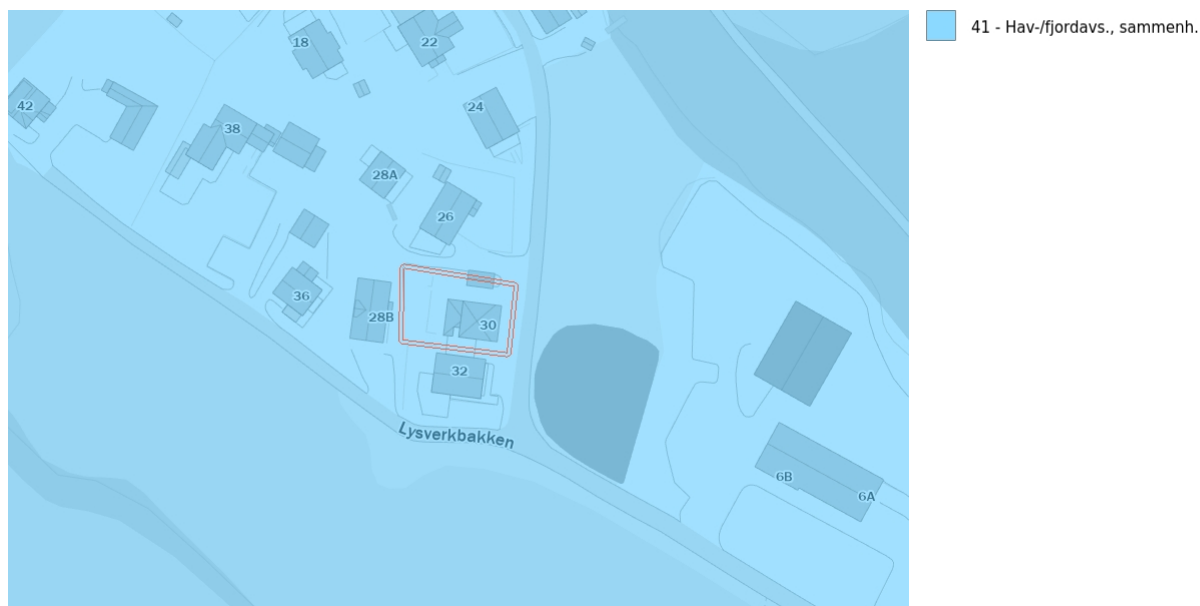 41 - Hav-/fjordavs., sammenh.
18
22
42
24
38
28A
26
36
28B
30
32
Lysverkbakken
6B
6A